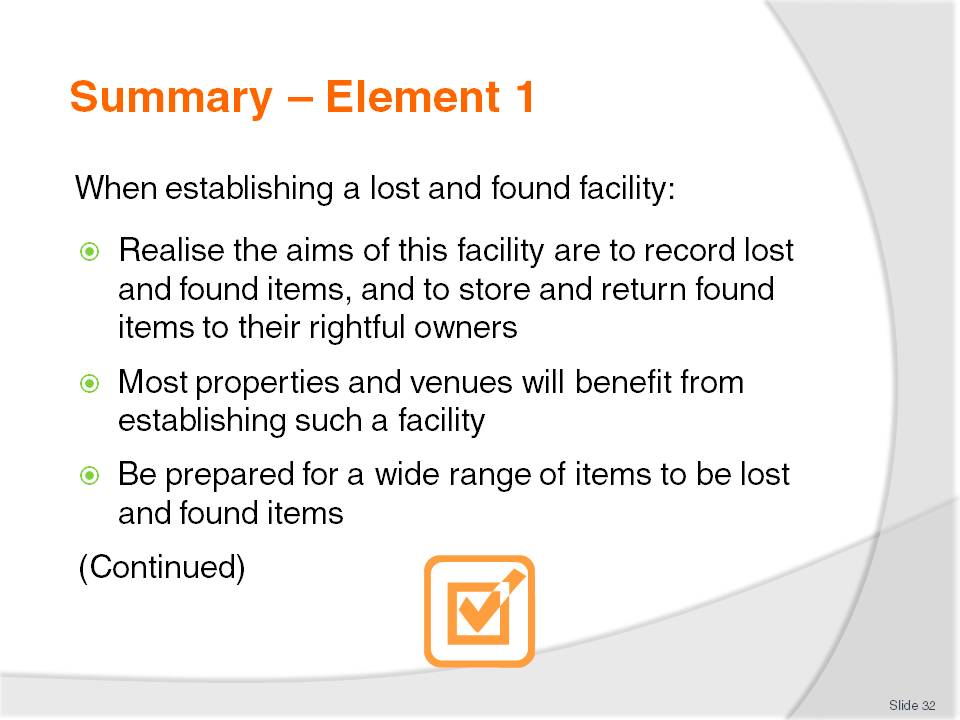 Summary – Element 1
When establishing a lost and found facility:
Realise the aims of this facility are to record lost
and found items, and to store and return found
items to their rightful owners
Most properties and venues will benefit from
establishing such a facility
Be prepared for a wide range of items to be lost
and found items
(Continued)
Slide 32